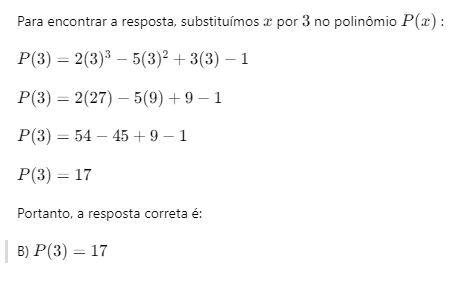 Para encontrar a resposta, substituímos x por 3 no polinômio P(x) :
P(3) = 2(3)³ − 5(3)² + 3(3) − 1
P(3) = 2(27) − 5(9) + 9 − 1
P(3) = 54 − 45 + 9 − 1
P(3) = 17
Portanto, a resposta correta é:
B) P(3) = 17